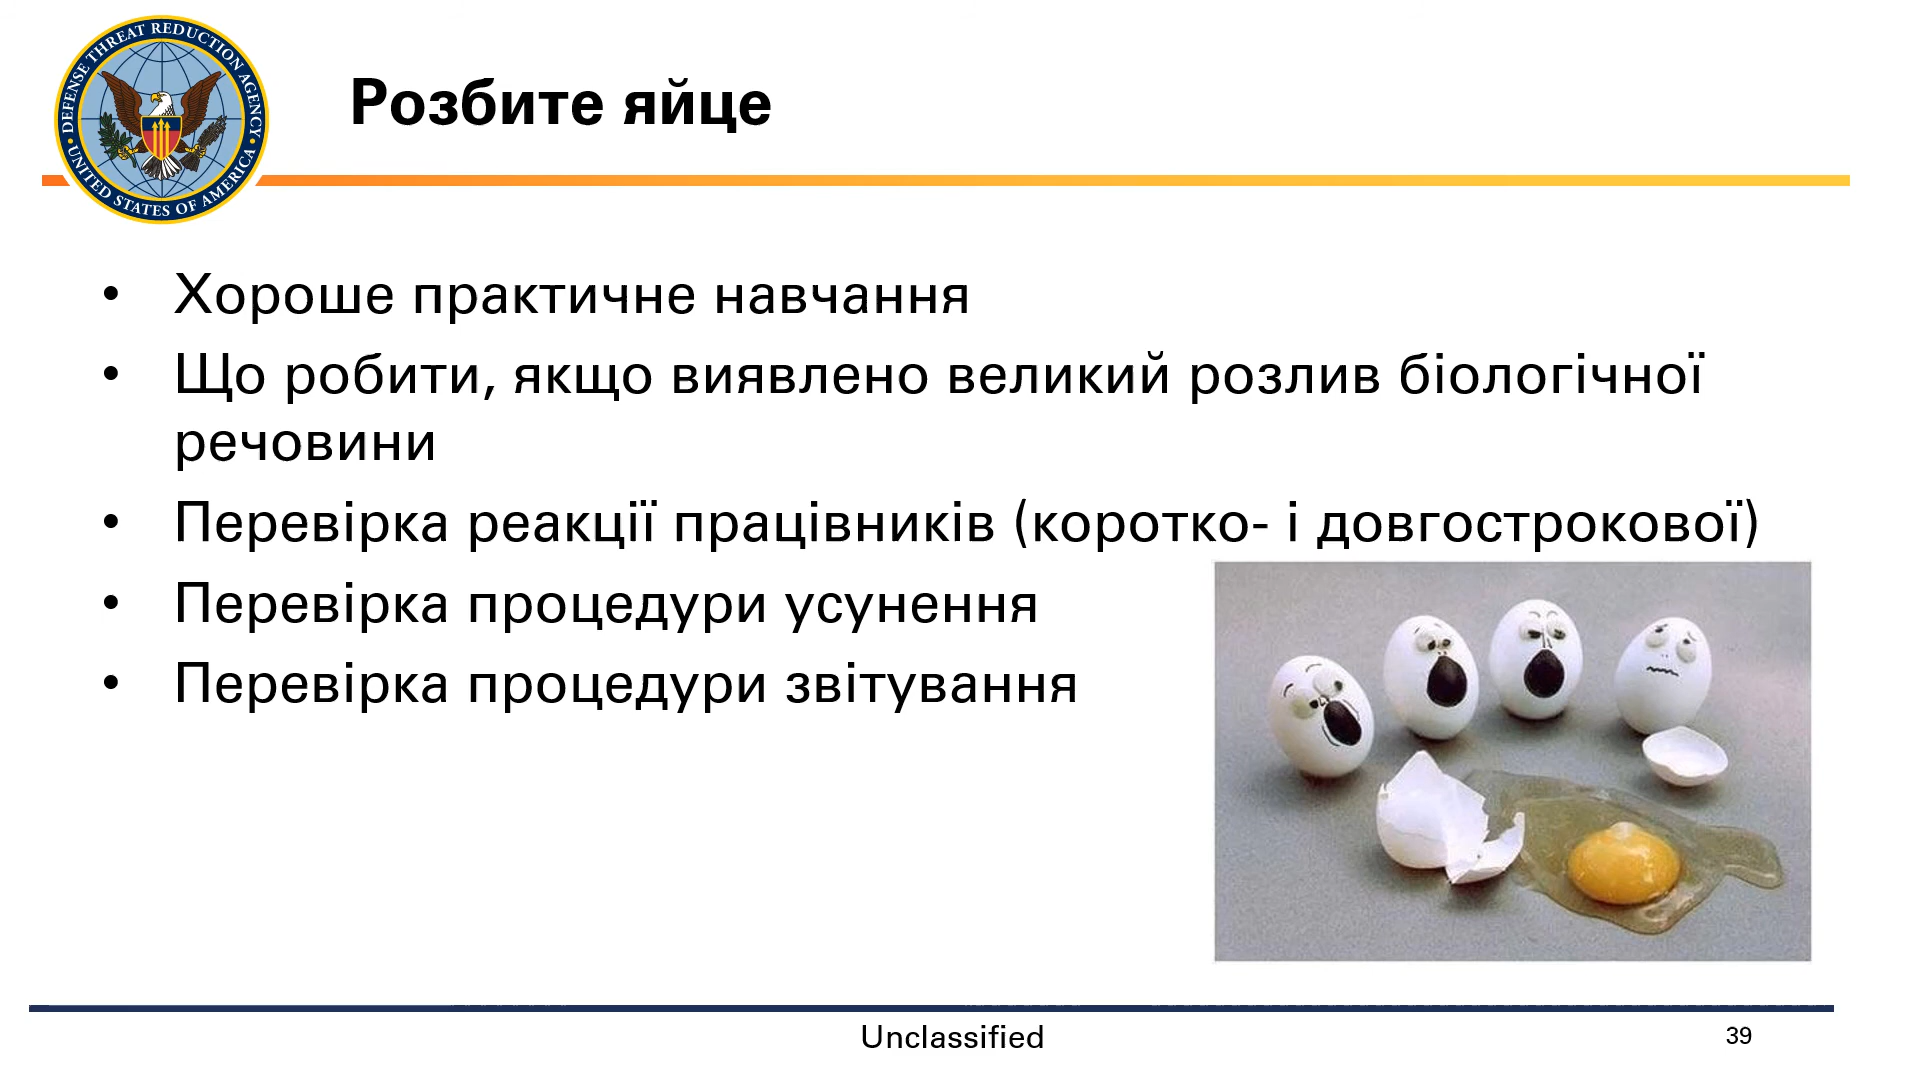 DEFENSE THREAT REDUCTION AGENCY
UNITED STATES OF AMERICA
Розбите яйце
• Хороше практичне навчання
• Що робити, якщо виявлено великий розлив біологічної
речовини
• Перевірка реакції працівників (коротко- і довгострокової)
• Перевірка процедури усунення
• Перевірка процедури звітування
Unclassified
39